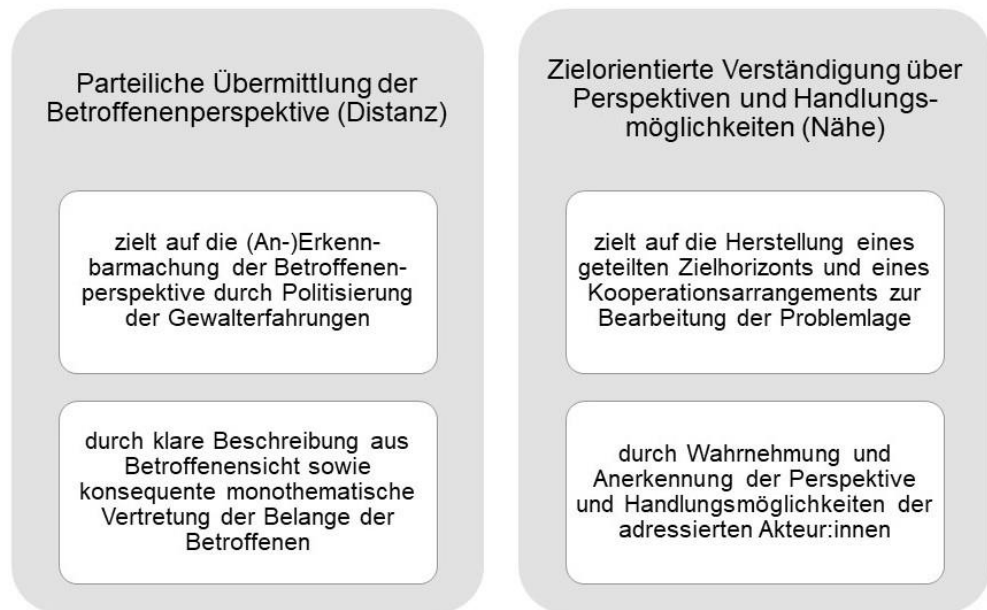 Parteiliche Übermittlung der
Betroffenenperspektive (Distanz)
zielt auf die (An-)Erkenn-
barmachung der Betroffenen-
perspektive durch Politisierung
der Gewalterfahrungen
durch klare Beschreibung aus
Betroffenensicht sowie
konsequente monothematische
Vertretung der Belange der
Betroffenen
Zielorientierte Verständigung über
Perspektiven und Handlungs-
möglichkeiten (Nähe)
zielt auf die Herstellung eines
geteilten Zielhorizonts und eines
Kooperationsarrangements zur
Bearbeitung der Problemlage
durch Wahrnehmung und
Anerkennung der Perspektive
und Handlungsmöglichkeiten der
adressierten Akteur:innen